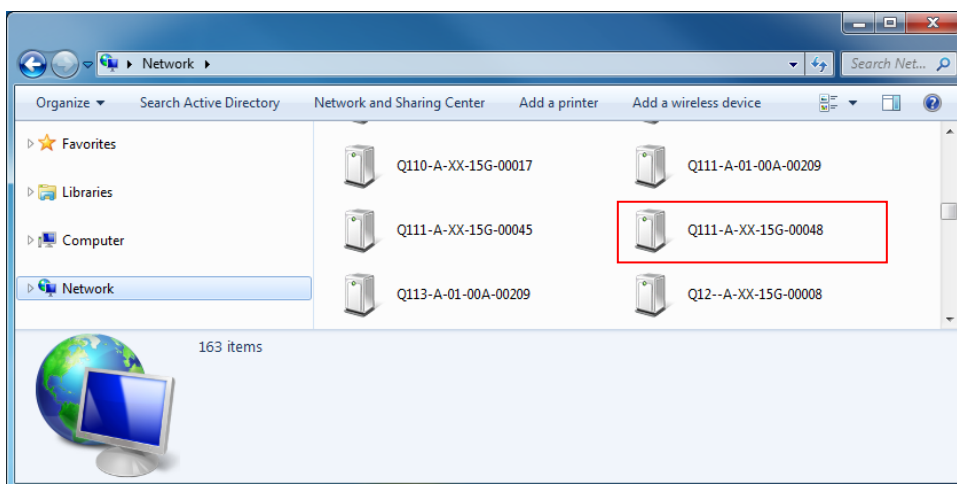 Network
Search Net...
Organize Search Active Directory Network and Sharing Center Add a printer Add a wireless device
Favorites
Libraries
Computer
Network
Q110-A-XX-15G-00017 Q111-A-01-00A-00209
Q111-A-XX-15G-00045 Q111-A-XX-15G-00048
Q113-A-01-00A-00209 Q12--A-XX-15G-00008
163 items